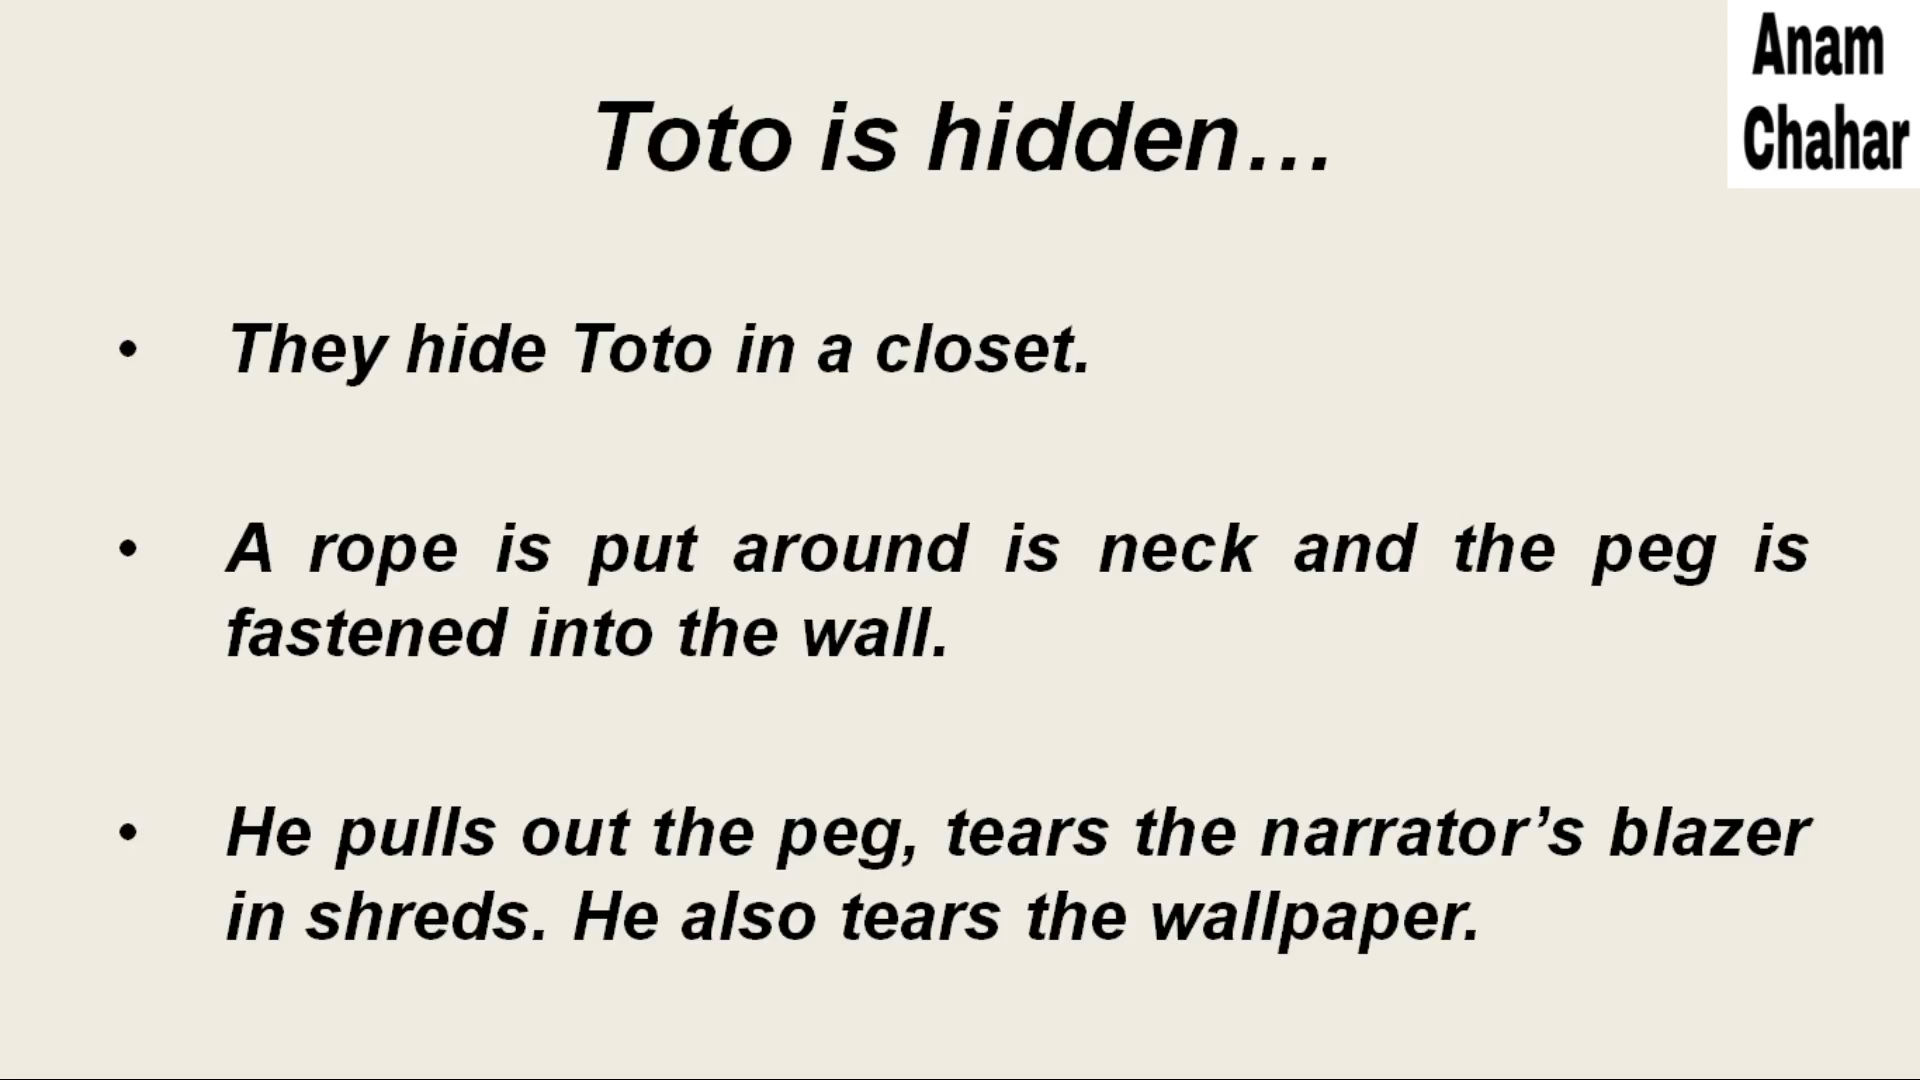 Anam
Chahar
Toto is hidden…
• They hide Toto in a closet.
• A rope is put around is neck and the peg is
fastened into the wall.
• He pulls out the peg, tears the narrator’s blazer
in shreds. He also tears the wallpaper.